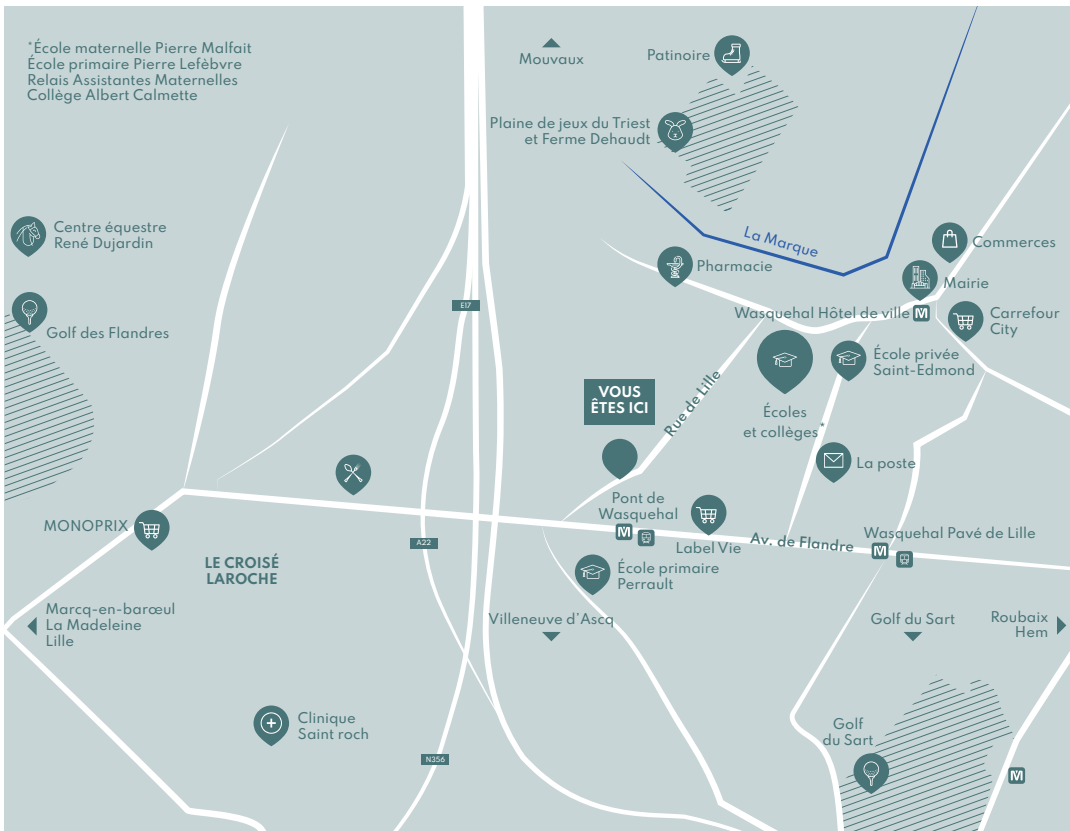 *École maternelle Pierre Malfait
École primaire Pierre Lefèbvre
Relais Assistantes Maternelles
Collège Albert Calmette
Mouvaux
Patinoire
Plaine de jeux du Triest
et Ferme Dehaudt
Centre équestre
René Dujardin
La Marque
Commerces
Pharmacie
Mairie
E17
Wasquehal Hôtel de ville M
Carrefour
City
Golf des Flandres
École privée
Saint-Edmond
VOUS
ÊTES ICI
Rue de Lille
Écoles
et collèges*
La poste
Pont de
Wasquehal
M
MONOPRIX
Label Vie
Av. de Flandre
Wasquehal Pavé de Lille
M
A22
LE CROISÉ
LAROCHE
École primaire
Perrault
Marcq-en-barœul
La Madeleine
Lille
Villeneuve d'Ascq
Golf du Sart
Roubaix
Hem
Clinique
Saint roch
Golf
du Sart
N356
M